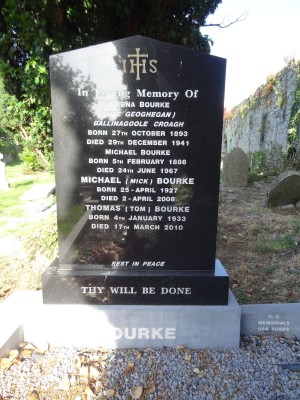 IHS
In Loving Memory Of
ENA BOURKE
GEOGHEGAN)
BALLINAGOOLE CROAGH
BORN 27TH OCTOBER 1893
DIED 29TH DECEMBER 1941
MICHAEL BOURKE
BORN 5TH FEBRUARY 1886
DIED 24TH JUNE 1967
MICHAEL (MICK) BOURKE
BORN 25-APRIL 1927
DIED 2-APRIL 2008
THOMAS (TOM) BOURKE
BORN 4TH JANUARY 1933
DIED 17TH MARCH 2010
REST IN PEACE
THY WILL BE DONE
BOURKE
MEMORIALS